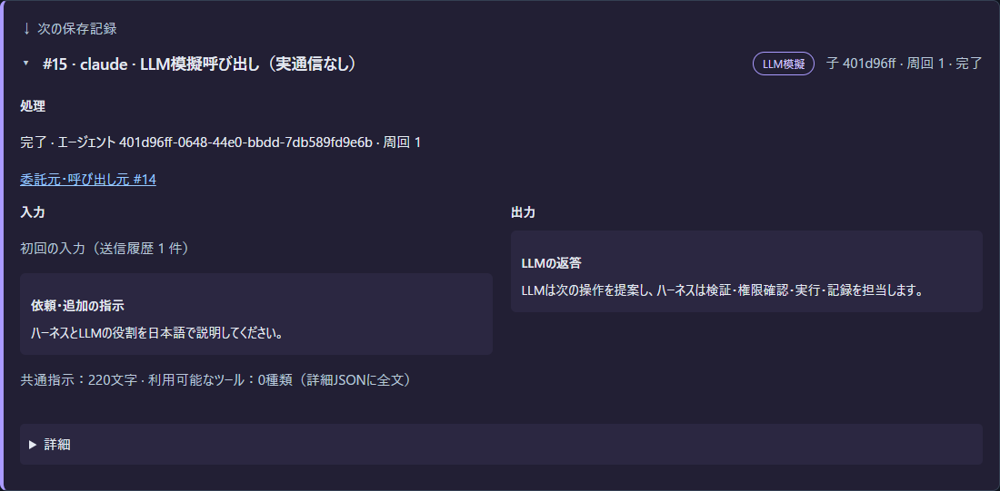 ↓ 次の保存記録
▼ #15 · claude · LLM模擬呼び出し（実通信なし）
LLM模擬 子 401d96ff · 周回 1 · 完了
処理
完了 · エージェント 401d96ff-0648-44e0-bbdd-7db589fd9e6b · 周回 1
委託元・呼び出し元 #14
入力
初回の入力（送信履歴 1 件）
依頼・追加の指示
ハーネスとLLMの役割を日本語で説明してください。
共通指示：220文字 · 利用可能なツール：0種類（詳細JSONに全文）
出力
LLMの返答
LLMは次の操作を提案し、ハーネスは検証・権限確認・実行・記録を担当します。
▶ 詳細